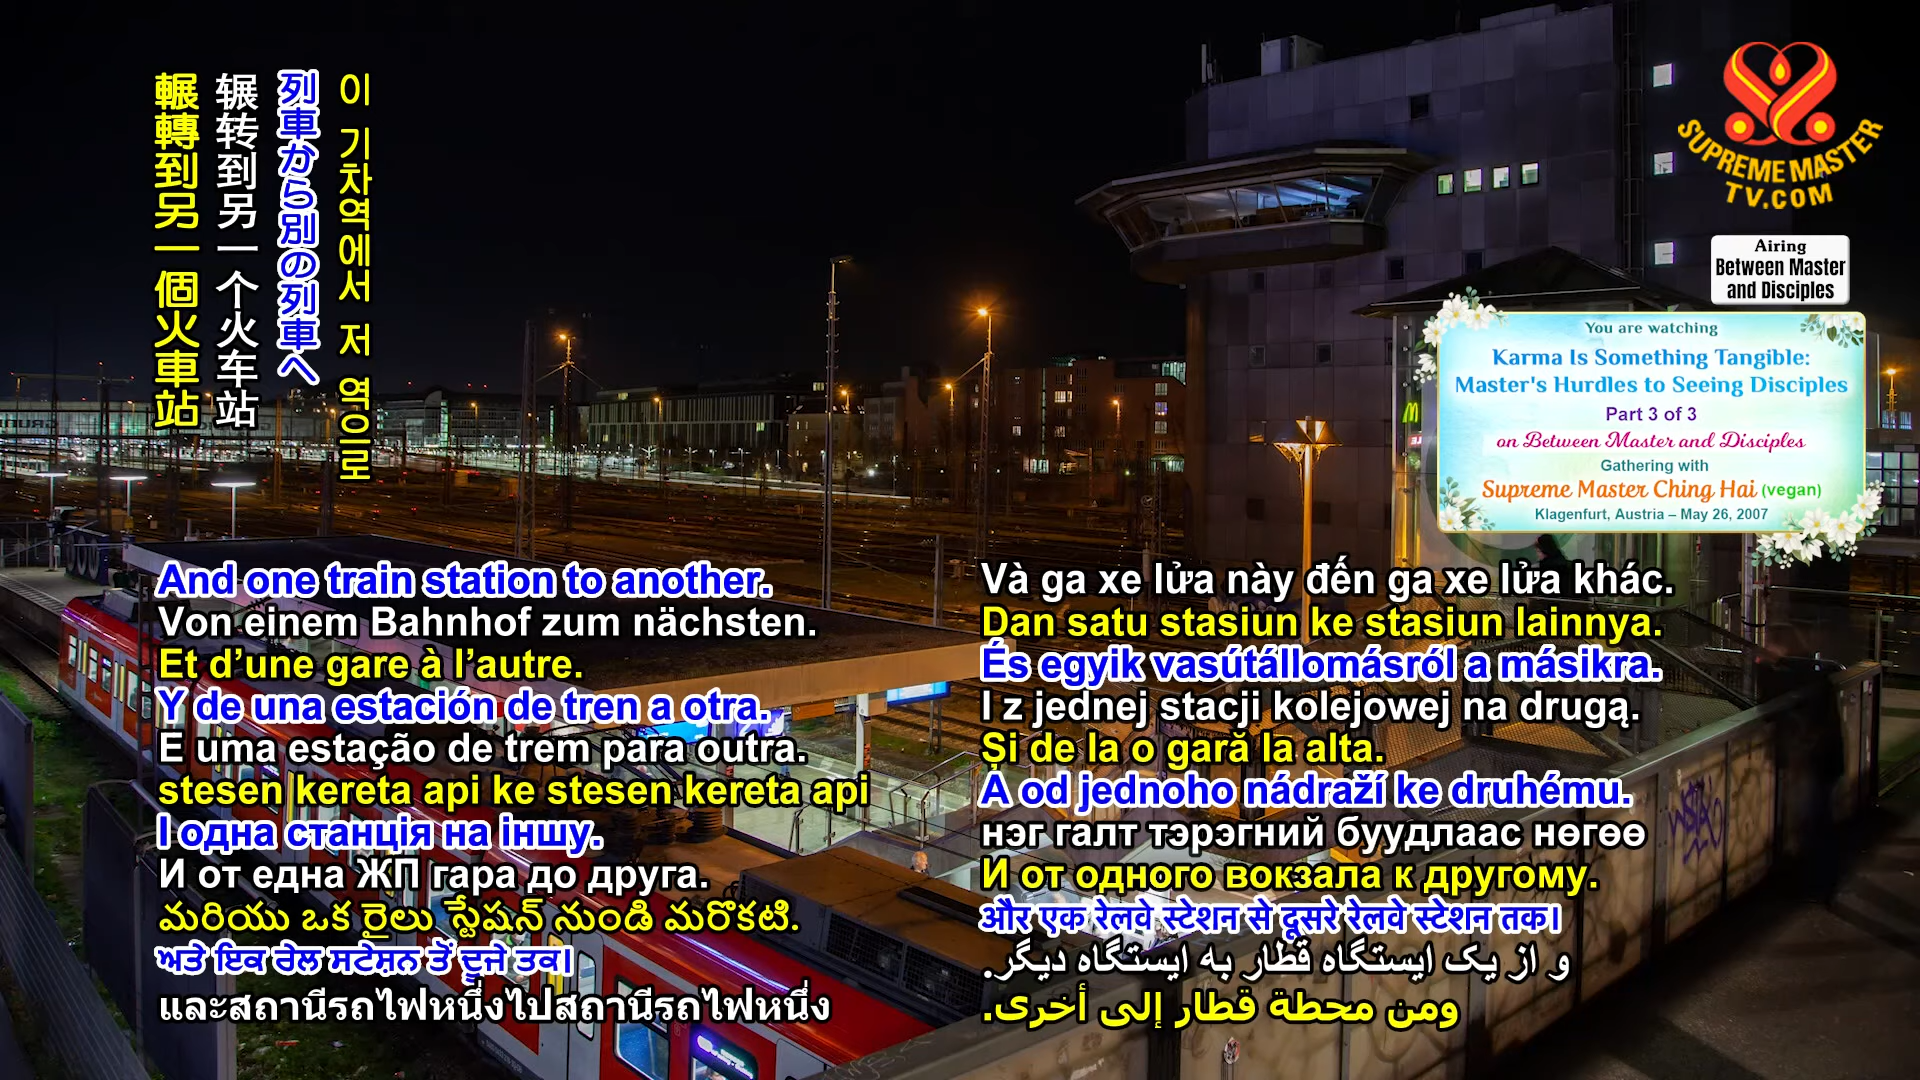 輾轉到另一個火車站
辗转到另一个火车站
列車から別の列車へ
이 기차역에서 저 역으로
SUPREME MASTER
TV.COM
Airing
Between Master
and Disciples
You are watching
Karma Is Something Tangible:
Master's Hurdles to Seeing Disciples
Part 3 of 3
on Between Master and Disciples
Gathering with
Supreme Master Ching Hai (vegan)
Klagenfurt, Austria – May 26, 2007
And one train station to another.
Von einem Bahnhof zum nächsten.
Et d’une gare à l’autre.
Y de una estación de tren a otra.
E uma estação de trem para outra.
stesen kereta api ke stesen kereta api
І одна станція на іншу.
И от една ЖП гара до друга.
మరియు ఒక రైలు స్టేషన్ నుండి మరొకటి.
ਅਤੇ ਇਕ ਰੇਲ ਸਟੇਸ਼ਨ ਤੋਂ ਦੂਜੇ ਤਕ।
และสถานีรถไฟหนึ่งไปสถานีรถไฟหนึ่ง
Và ga xe lửa này đến ga xe lửa khác.
Dan satu stasiun ke stasiun lainnya.
És egyik vasútállomásról a másikra.
I z jednej stacji kolejowej na drugą.
Și de la o gară la alta.
A od jednoho nádraží ke druhému.
нэг галт тэрэгний буудлаас нөгөө
И от одного вокзала к другому.
और एक रेलवे स्टेशन से दूसरे रेलवे स्टेशन तक।
و از یک ایستگاه قطار به ایستگاه دیگر.
ومن محطة قطار إلى أخرى.